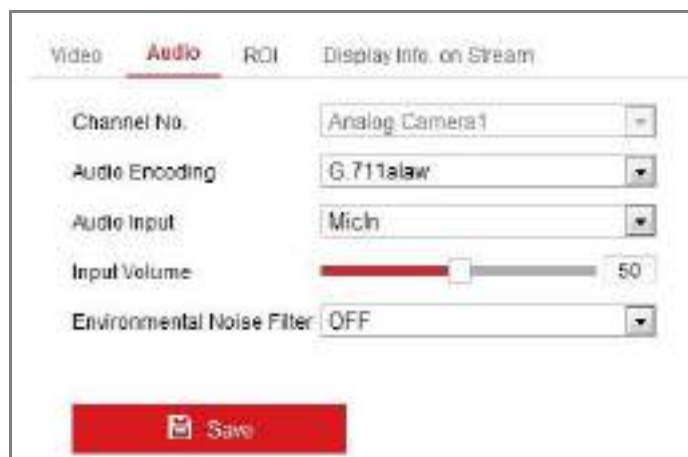 Video Audio ROI Display Info. on Stream
Channel No. Analog Camera1
Audio Encoding G.711alaw
Audio Input MicIn
Input Volume 50
Environmental Noise Filter OFF
Save